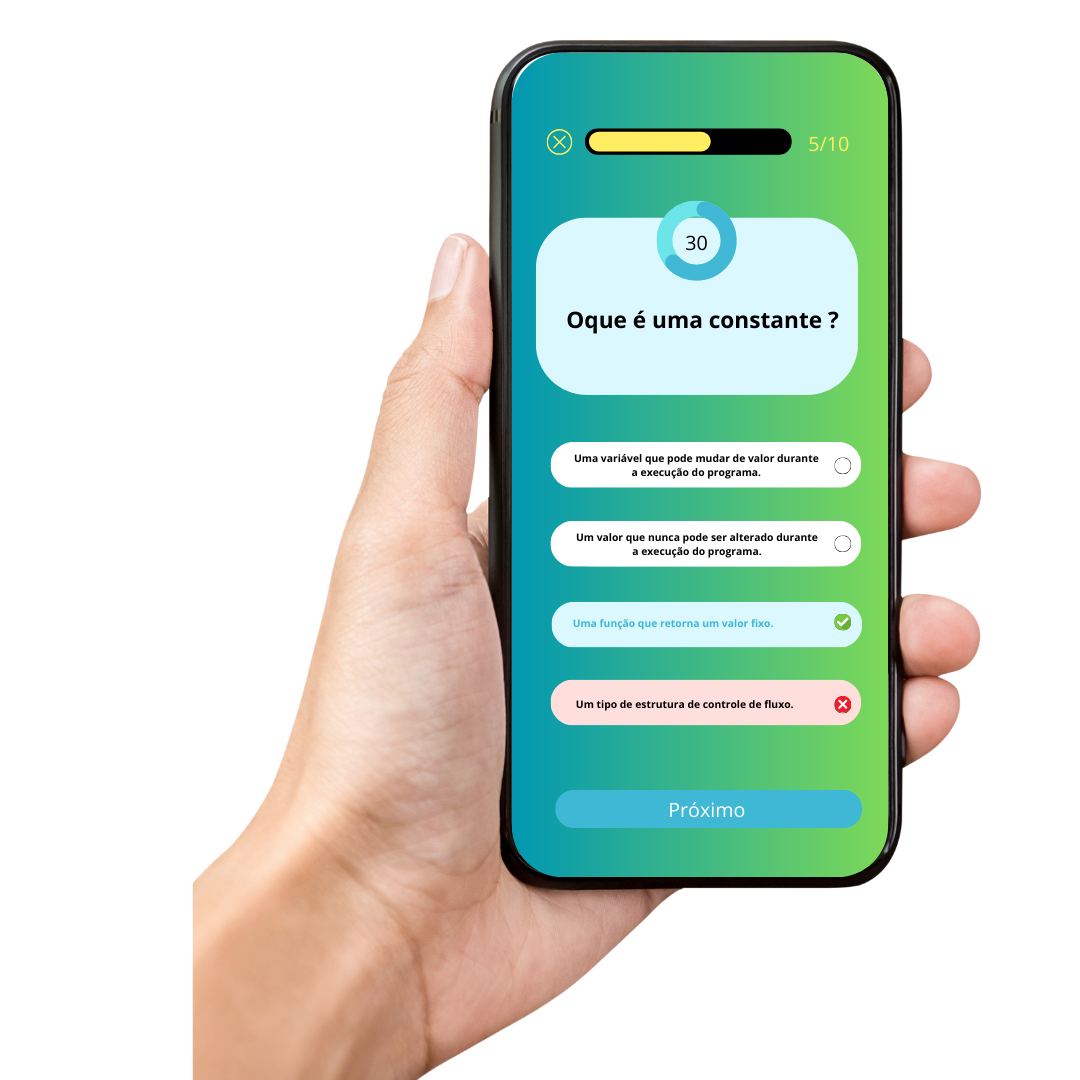 5/10
30
Oque é uma constante ?
Uma variável que pode mudar de valor durante
a execução do programa.
Um valor que nunca pode ser alterado durante
a execução do programa.
Uma função que retorna um valor fixo.
Um tipo de estrutura de controle de fluxo.
Próximo